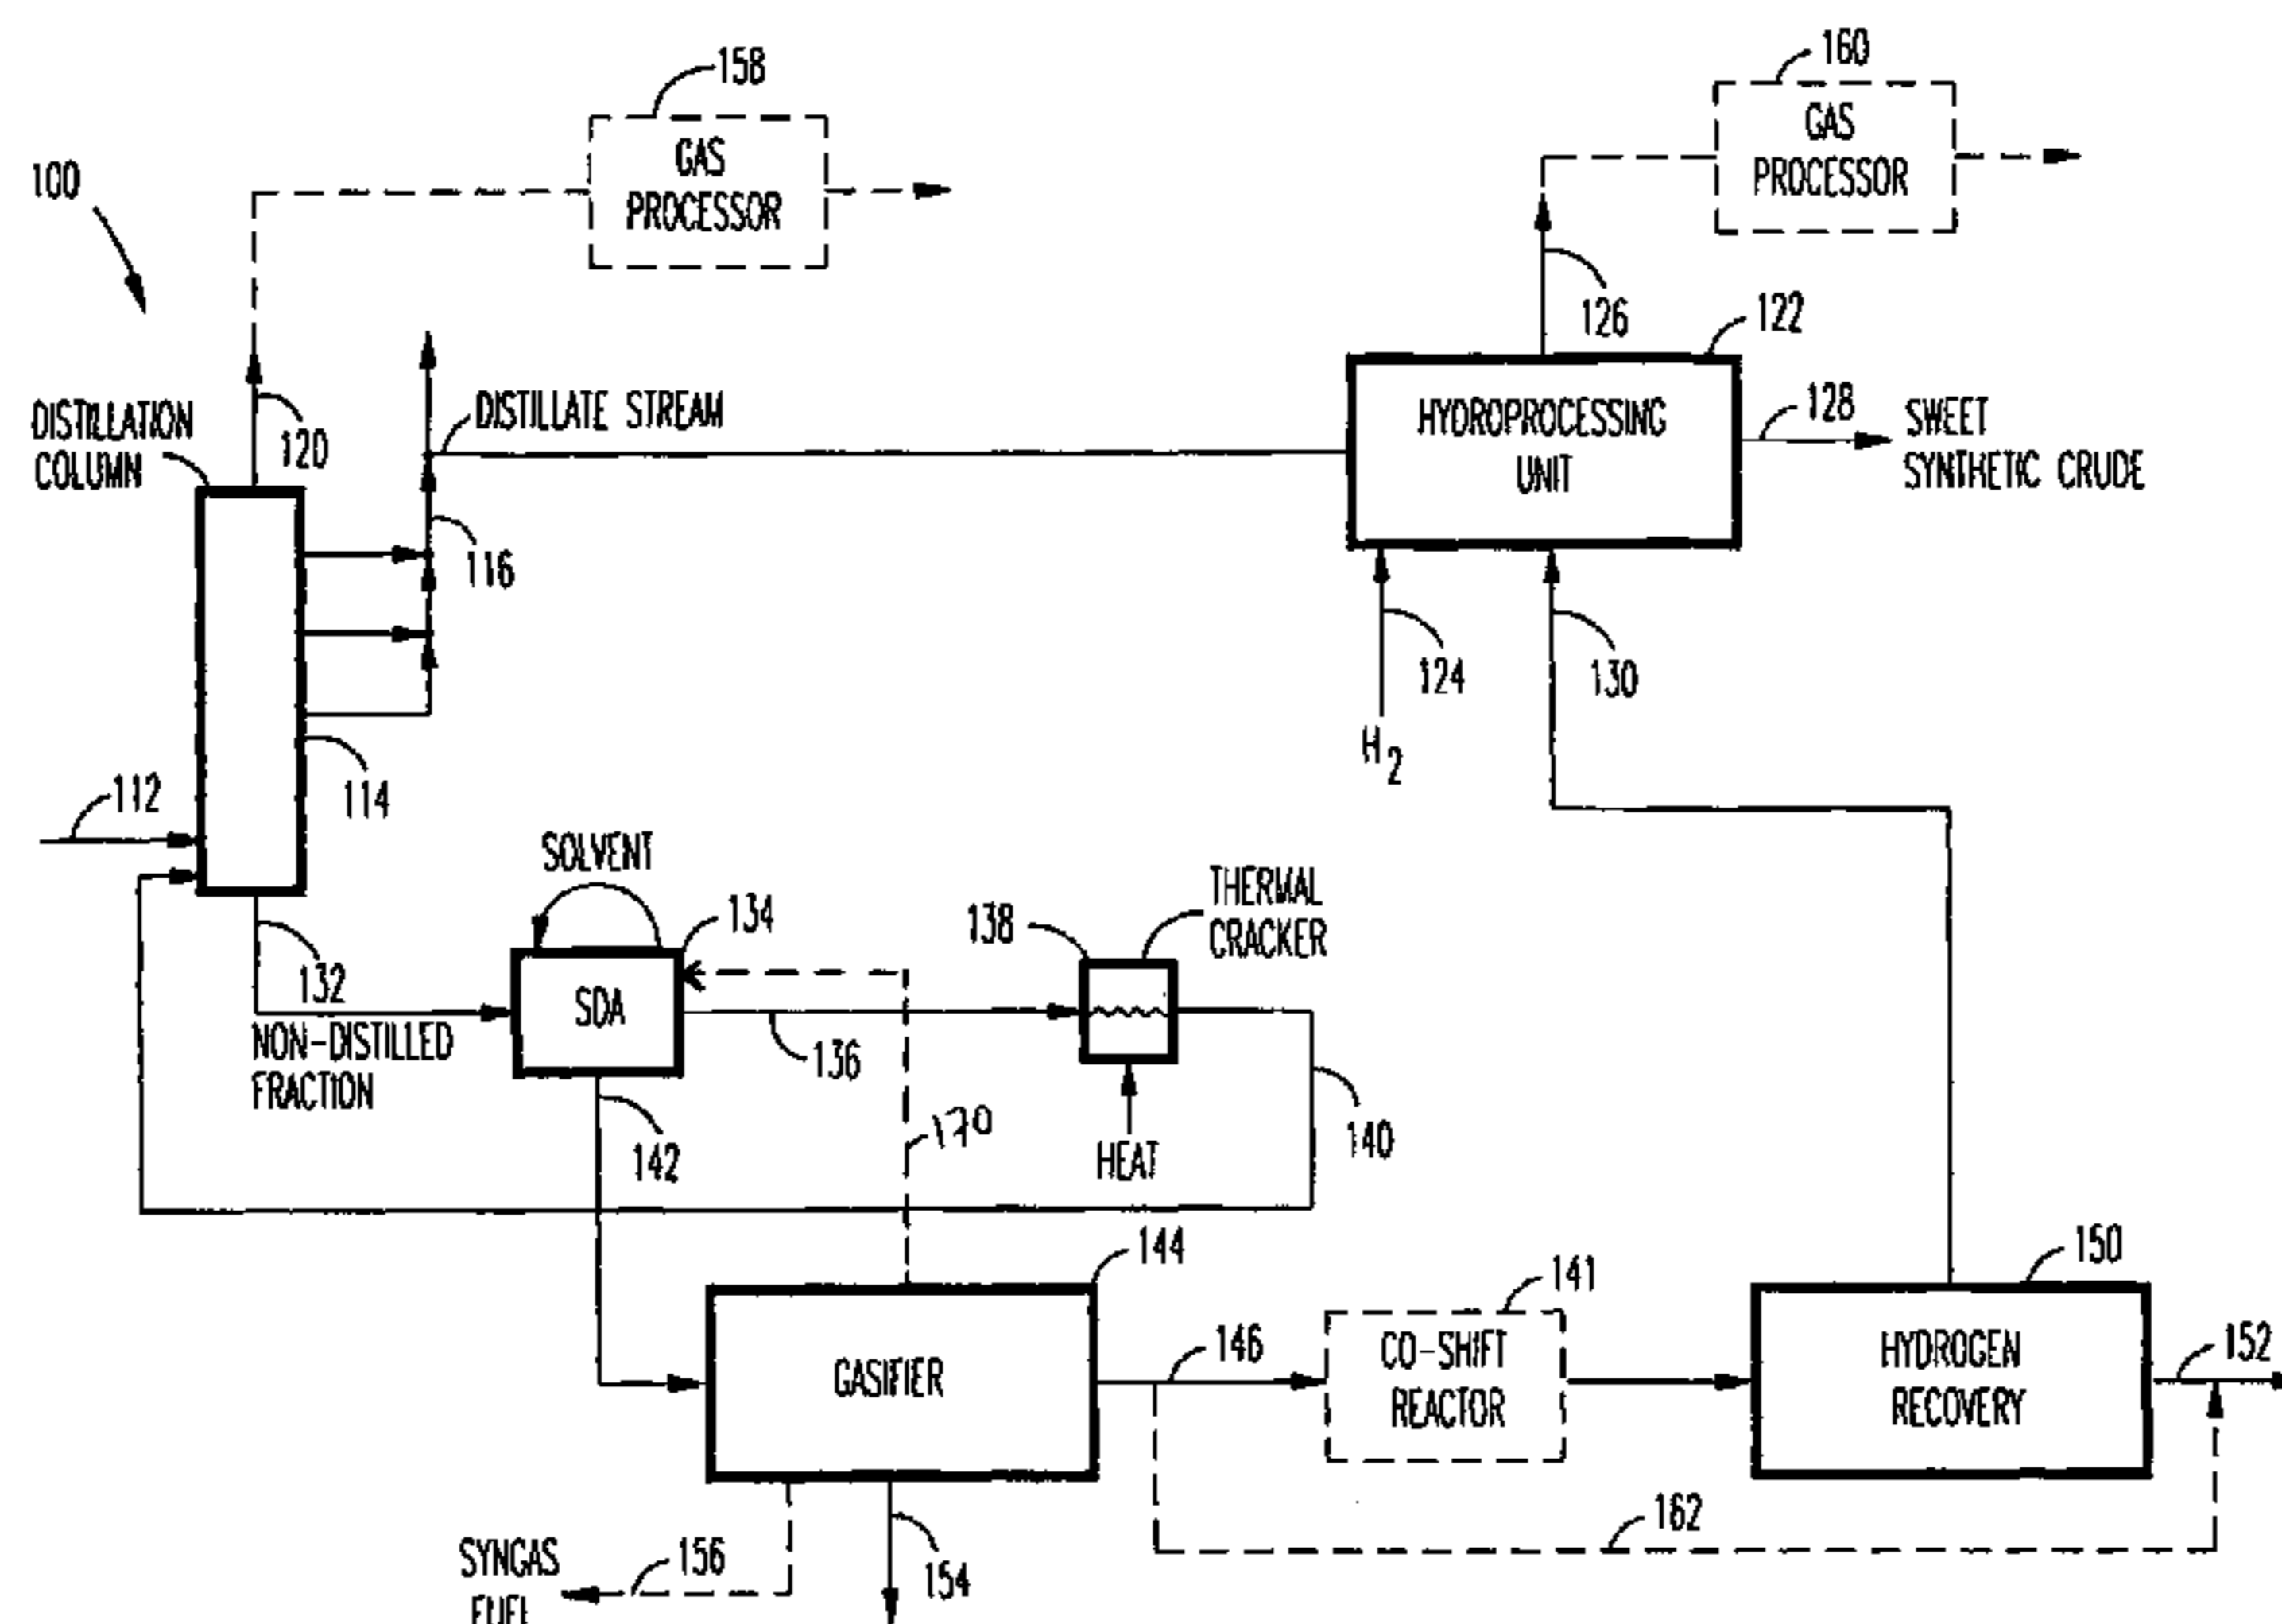 158
160
GAS
PROCESSOR
GAS
PROCESSOR
100
126
122
DISTILLATION
COLUMN
120
DISTILLATE STREAM
HYDROPROCESSING
UNIT
128
SWEET
SYNTHETIC CRUDE
116
124
130
H2
112
114
SOLVENT
134
138
THERMAL
CRACKER
132
SDA
NON-DISTILLED
FRACTION
136
142
170
HEAT
140
144
141
150
GASIFIER
146
CO-SHIFT
REACTOR
HYDROGEN
RECOVERY
152
162
SYNGAS
FUEL
156
154